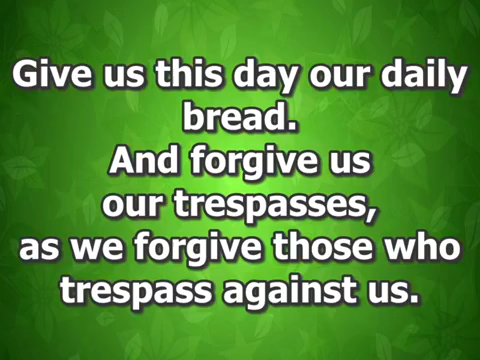 Give us this day our daily
bread.
And forgive us
our trespasses,
as we forgive those who
trespass against us.